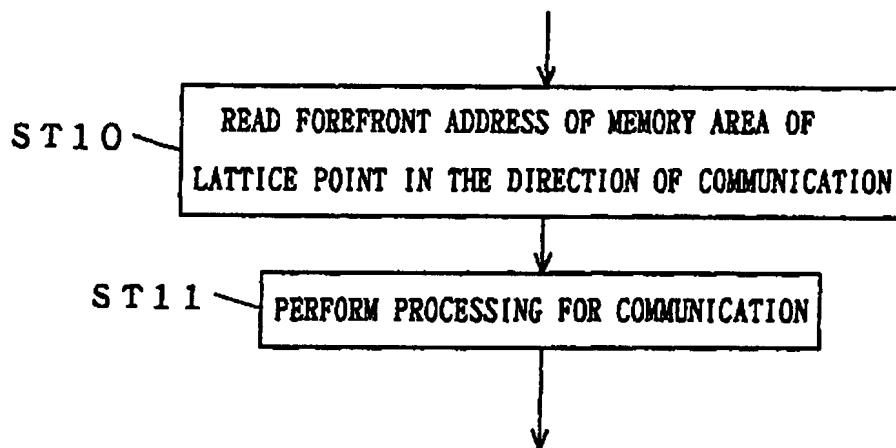 ST10
READ FOREFRONT ADDRESS OF MEMORY AREA OF
LATTICE POINT IN THE DIRECTION OF COMMUNICATION
ST11
PERFORM PROCESSING FOR COMMUNICATION